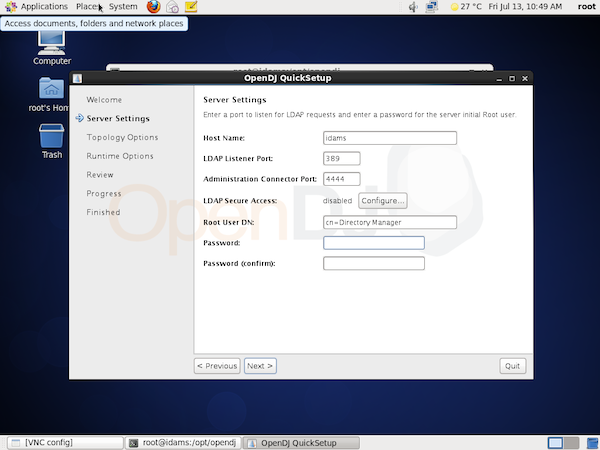 Applications Places System 27 °C Fri Jul 13, 10:49 AM root
Access documents, folders and network places
Computer
root's Hom
Trash
OpenDJ QuickSetup
Welcome
Server Settings
Topology Options
Runtime Options
Review
Progress
Finished
OpenDJ
Server Settings
Enter a port to listen for LDAP requests and enter a password for the server initial Root user.
Host Name: idams
LDAP Listener Port: 389
Administration Connector Port: 4444
LDAP Secure Access: disabled Configure...
Root User DN: cn=Directory Manager
Password:
Password (confirm):
< Previous Next > Quit
[VNC config] root@idams:/opt/opendj OpenDJ QuickSetup